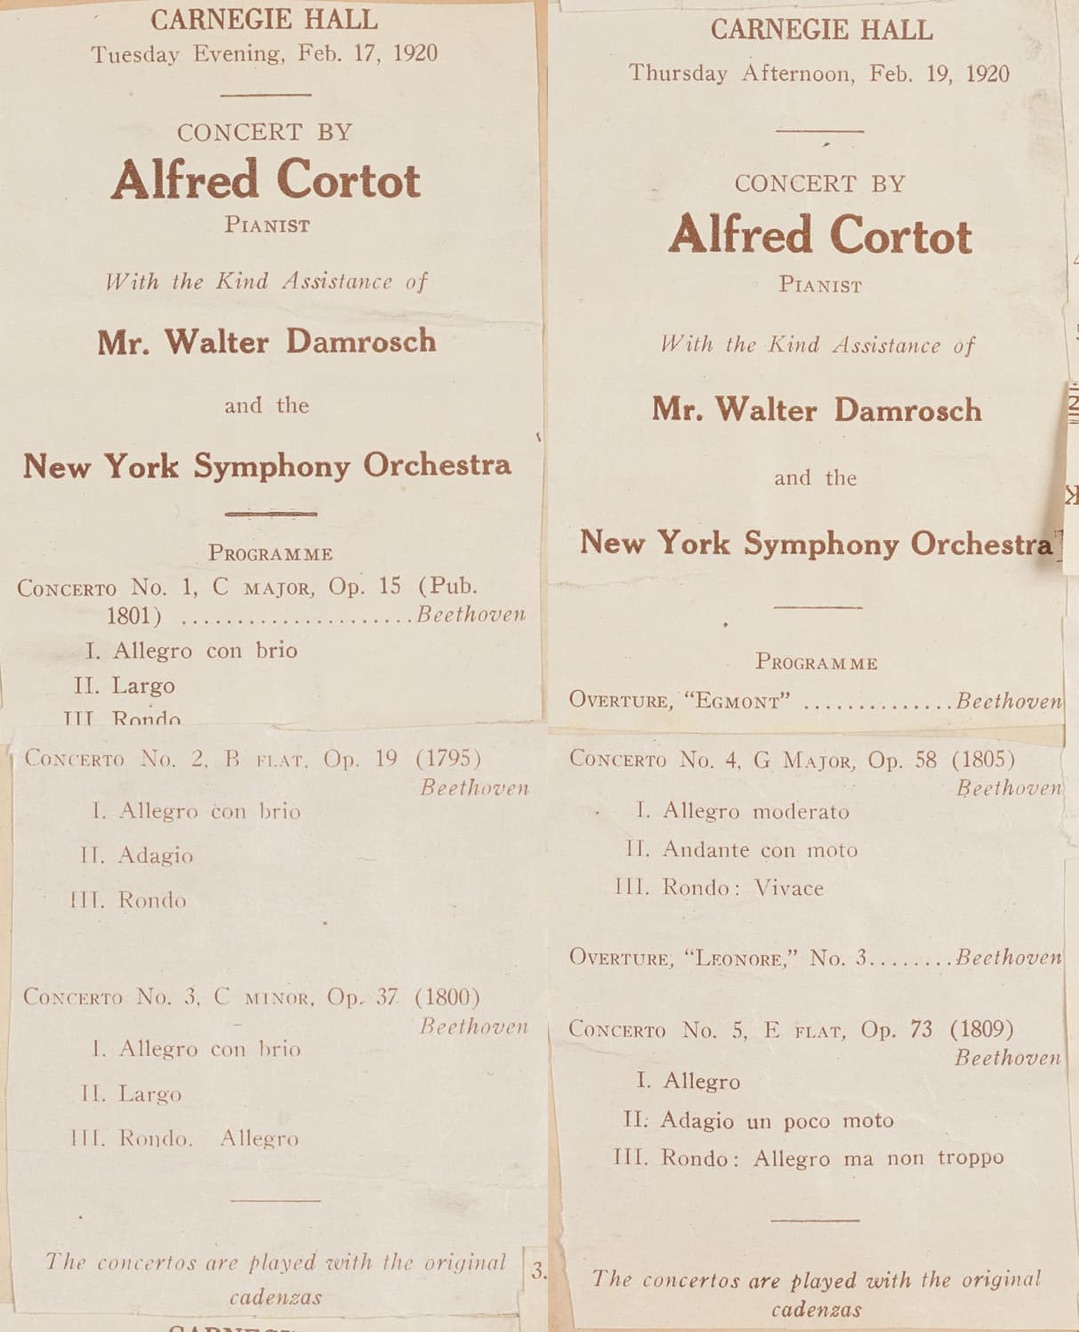 CARNEGIE HALL
Tuesday Evening, Feb. 17, 1920
CONCERT BY
Alfred Cortot
PIANIST
With the Kind Assistance of
Mr. Walter Damrosch
and the
New York Symphony Orchestra
PROGRAMME
CONCERTO No. 1, C MAJOR, Op. 15 (Pub.
1801) .....................Beethoven
I. Allegro con brio
II. Largo
III Rondo
CONCERTO No. 2, B FLAT, Op. 19 (1795)
Beethoven
I. Allegro con brio
II. Adagio
III. Rondo
CONCERTO No. 3, C MINOR, Op. 37 (1800)
Beethoven
I. Allegro con brio
II. Largo
III. Rondo. Allegro
The concertos are played with the original
cadenzas
3.
CARNEGIE HALL
Thursday Afternoon, Feb. 19, 1920
CONCERT BY
Alfred Cortot
PIANIST
With the Kind Assistance of
Mr. Walter Damrosch
and the
New York Symphony Orchestra
PROGRAMME
OVERTURE, "EGMONT" ..............Beethoven
CONCERTO No. 4, G MAJOR, Op. 58 (1805)
Beethoven
I. Allegro moderato
II. Andante con moto
III. Rondo: Vivace
OVERTURE, "LEONORE," No. 3........Beethoven
CONCERTO No. 5, E FLAT, Op. 73 (1809)
Beethoven
I. Allegro
II. Adagio un poco moto
III. Rondo: Allegro ma non troppo
The concertos are played with the original
cadenzas